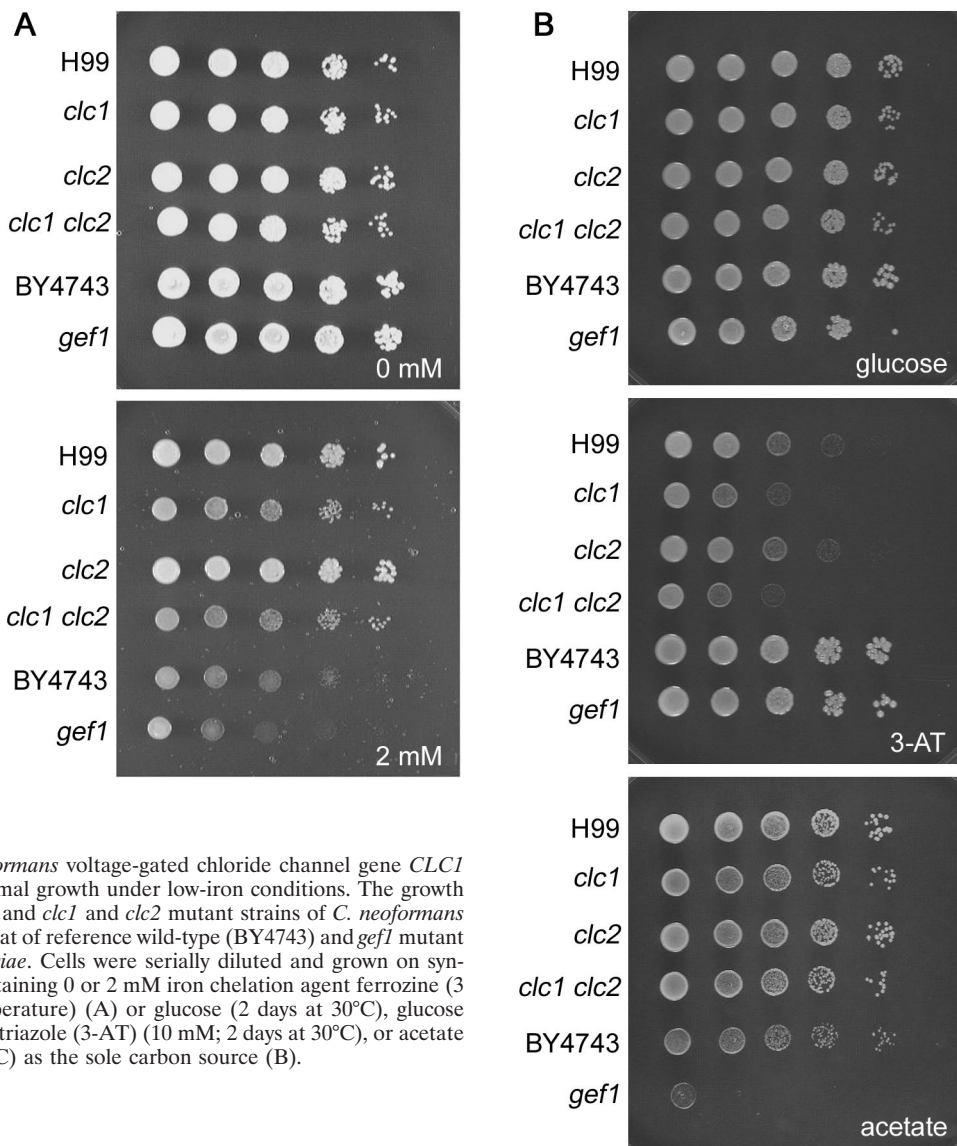 A
H99
clc1
clc2
clc1 clc2
BY4743
gef1
0 mM
H99
clc1
clc2
clc1 clc2
BY4743
gef1
2 mM
B
H99
clc1
clc2
clc1 clc2
BY4743
gef1
glucose
H99
clc1
clc2
clc1 clc2
BY4743
gef1
3-AT
H99
clc1
clc2
clc1 clc2
BY4743
gef1
acetate
formans voltage-gated chloride channel gene CLC1
mal growth under low-iron conditions. The growth
and clc1 and clc2 mutant strains of C. neoformans
at of reference wild-type (BY4743) and gef1 mutant
iae. Cells were serially diluted and grown on syn-
taining 0 or 2 mM iron chelation agent ferrozine (3
perature) (A) or glucose (2 days at 30°C), glucose
triazole (3-AT) (10 mM; 2 days at 30°C), or acetate
C) as the sole carbon source (B).